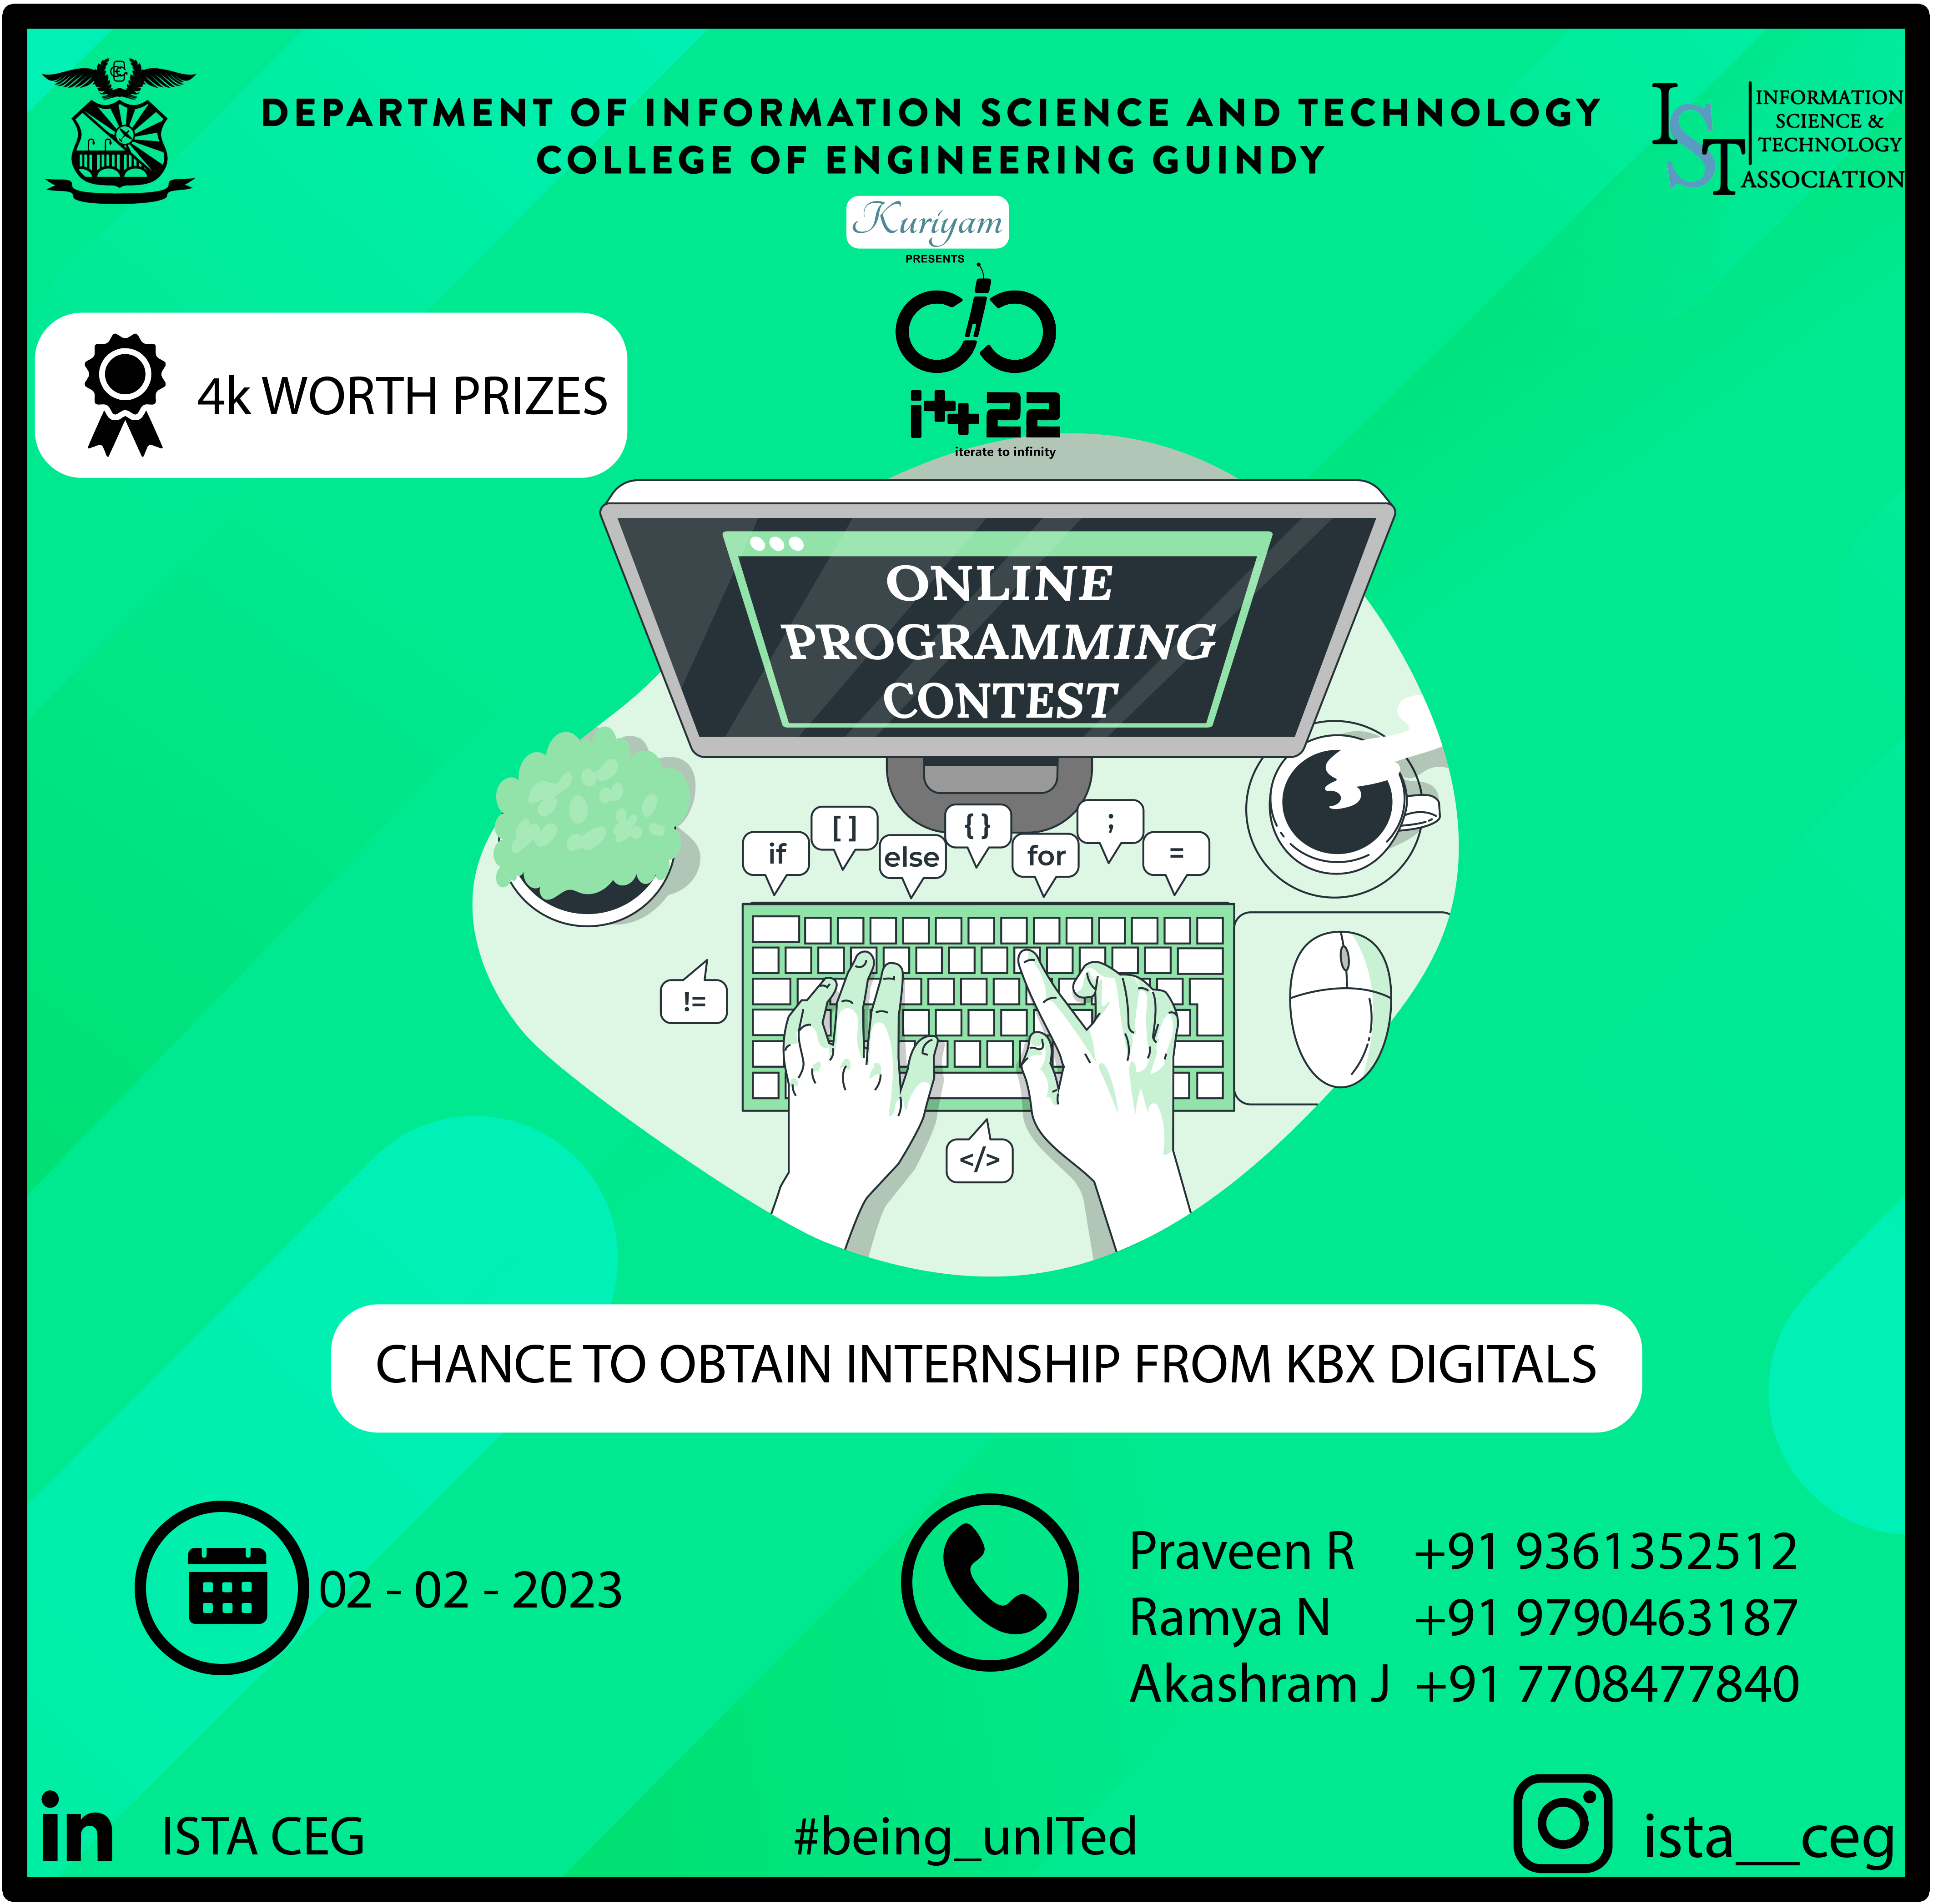 DEPARTMENT OF INFORMATION SCIENCE AND TECHNOLOGY
COLLEGE OF ENGINEERING GUINDY
IST
INFORMATION
SCIENCE &
TECHNOLOGY
ASSOCIATION
Kuriyam
PRESENTS
i++22
iterate to infinity
4k WORTH PRIZES
ONLINE
PROGRAMMING
CONTEST
if
[ ]
else
{ }
for
;
=
!=
</>
CHANCE TO OBTAIN INTERNSHIP FROM KBX DIGITALS
02 - 02 - 2023
Praveen R +91 9361352512
Ramya N +91 9790463187
Akashram J +91 7708477840
in ISTA CEG
#being_unITed
ista__ceg